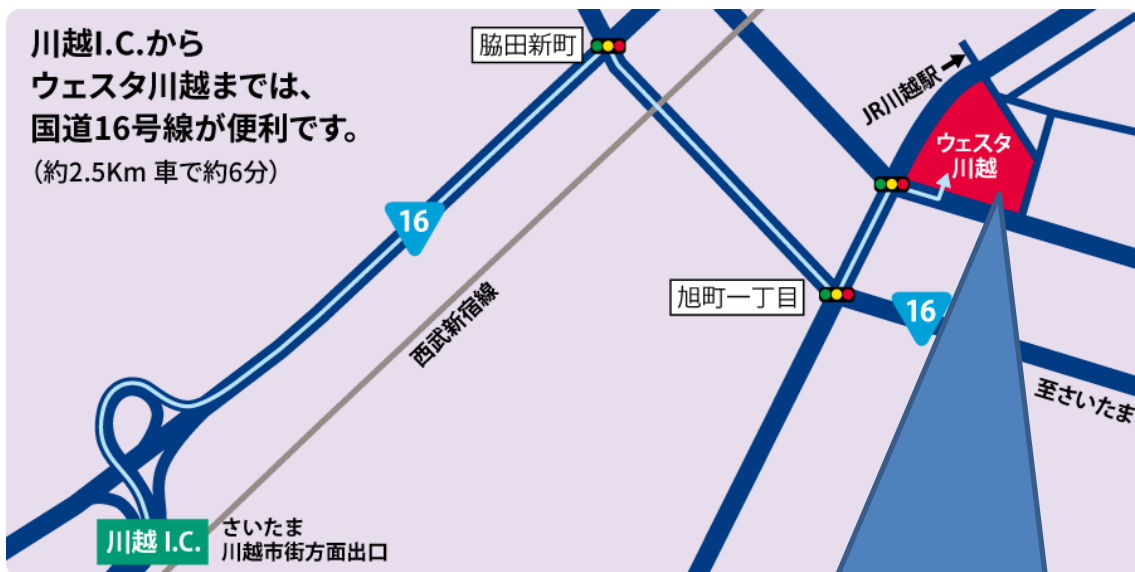 川越I.C.から
ウェスタ川越までは、
国道16号線が便利です。
（約2.5Km 車で約6分）
脇田新町
JR川越駅
ウェスタ
川越
16
西武新宿線
旭町一丁目
16
至さいたま
川越 I.C.
さいたま
川越市街方面出口